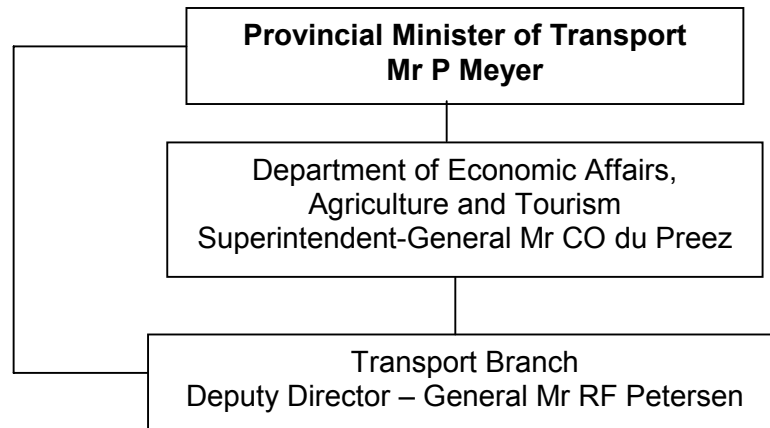 Provincial Minister of Transport
Mr P Meyer
Department of Economic Affairs,
Agriculture and Tourism
Superintendent-General Mr CO du Preez
Transport Branch
Deputy Director – General Mr RF Petersen